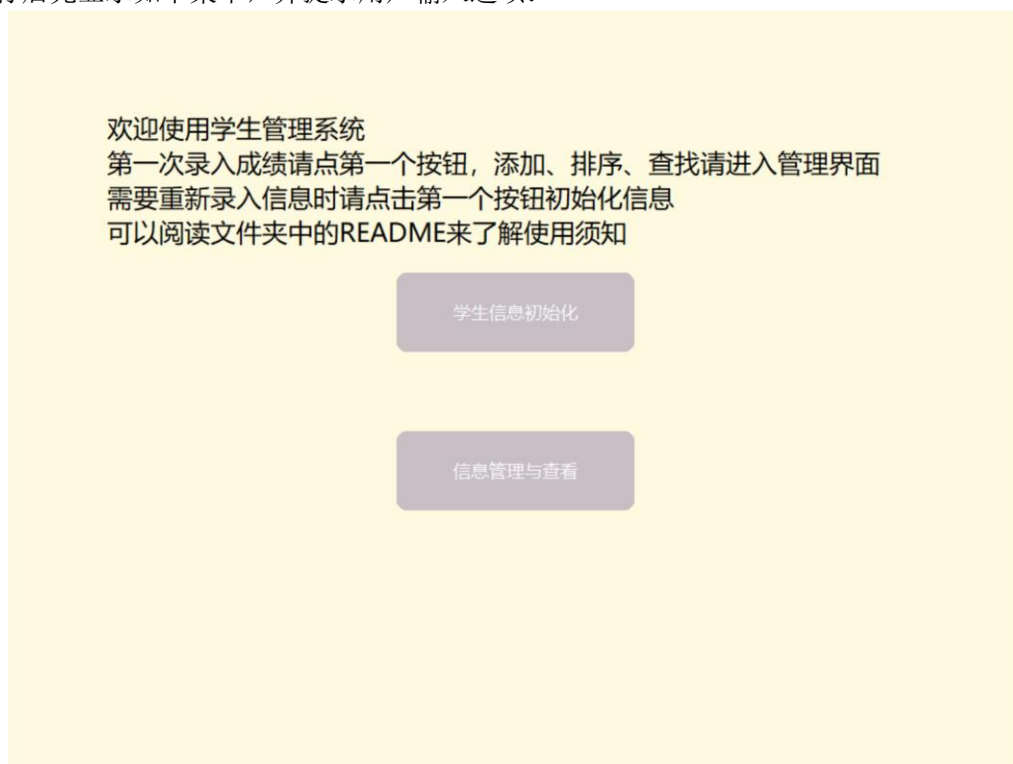 欢迎使用学生管理系统
第一次录入成绩请点第一个按钮，添加、排序、查找请进入管理界面
需要重新录入信息时请点击第一个按钮初始化信息
可以阅读文件夹中的README来了解使用须知
学生信息初始化
信息管理与查看